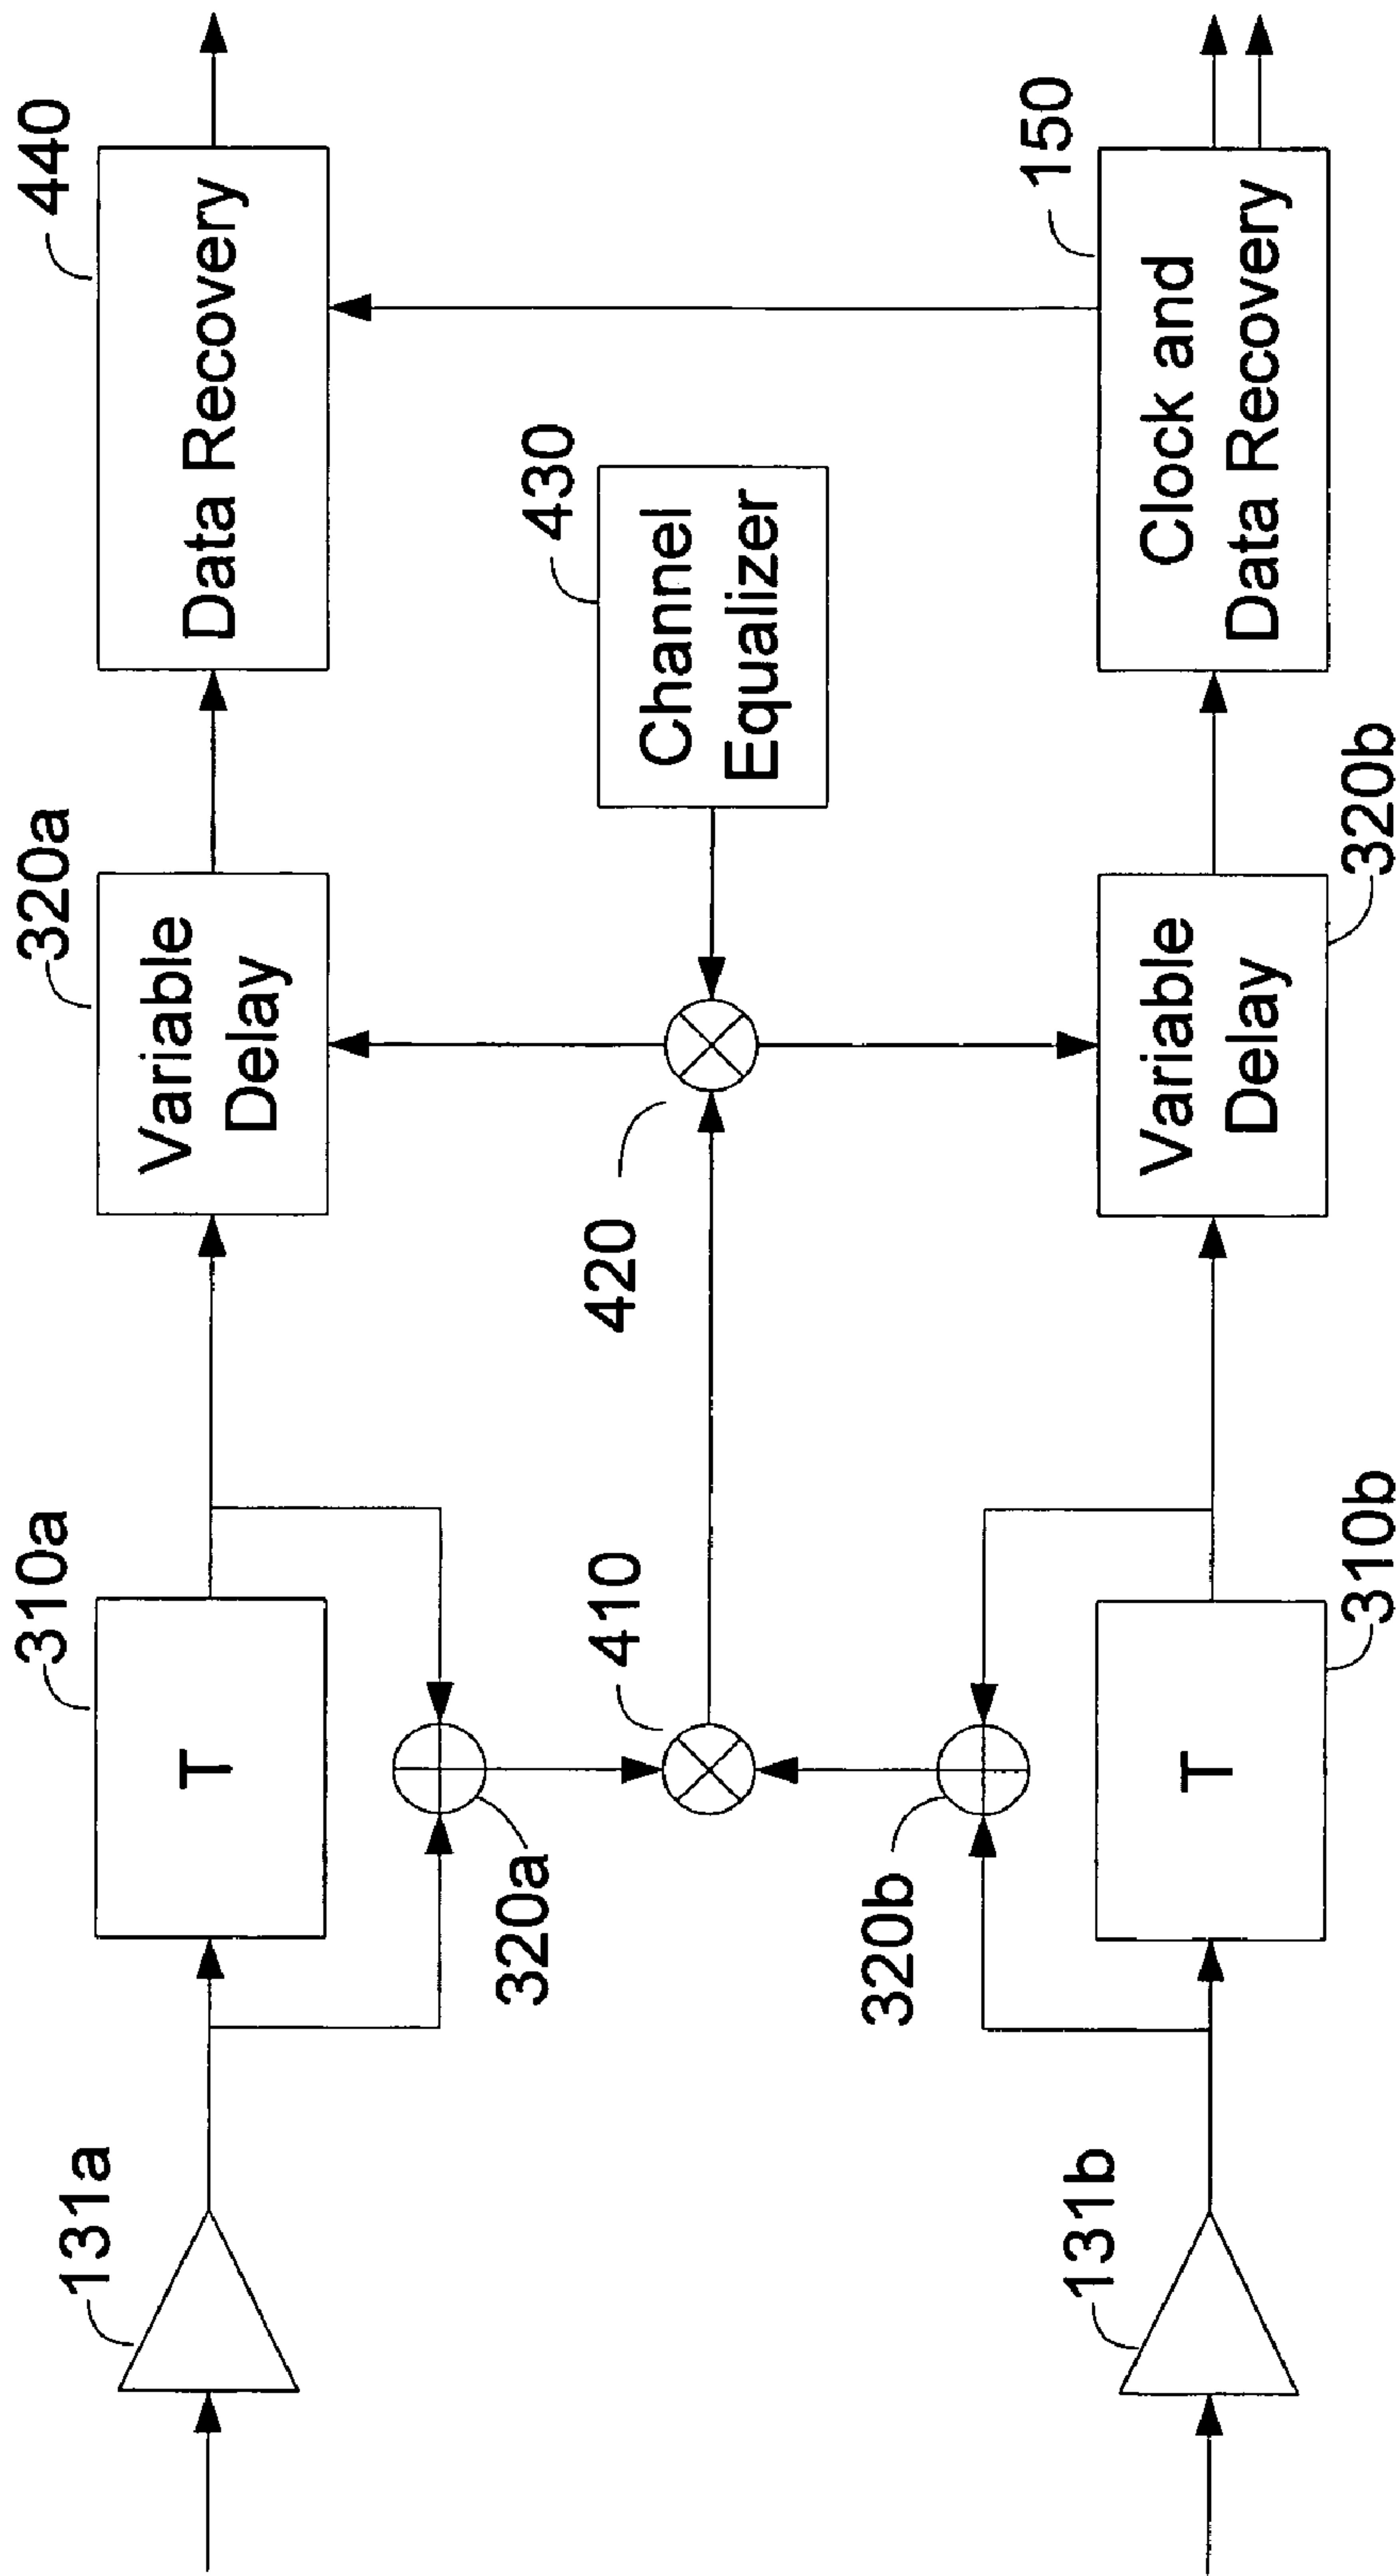 131a
310a
T
320a
320a
Variable
Delay
440
Data Recovery
410
420
430
Channel
Equalizer
131b
320b
T
310b
Variable
Delay
320b
150
Clock and
Data Recovery